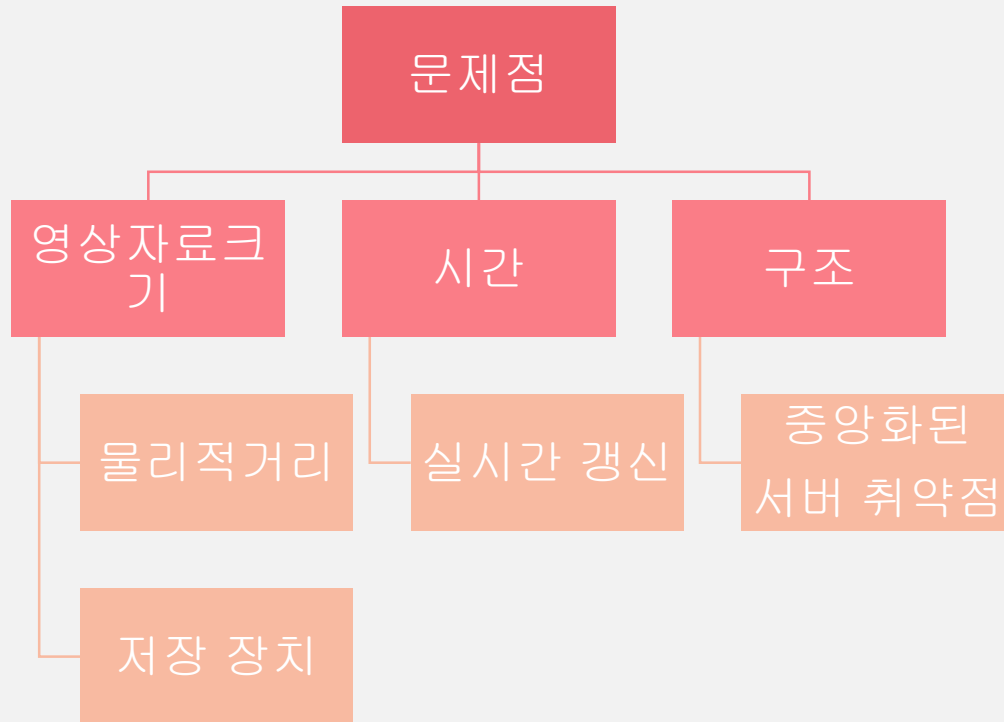 문제점
영상자료크
기
시간
구조
물리적거리
실시간 갱신
중앙화된
서버 취약점
저장 장치